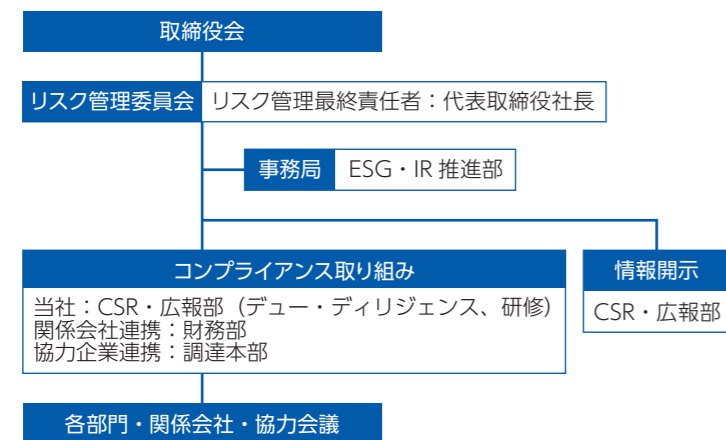 取締役会
リスク管理委員会 リスク管理最終責任者：代表取締役社長
事務局 ESG・IR 推進部
コンプライアンス取り組み
当社：CSR・広報部（デュー・ディリジェンス、研修）
関係会社連携：財務部
協力企業連携：調達本部
情報開示
CSR・広報部
各部門・関係会社・協力会議